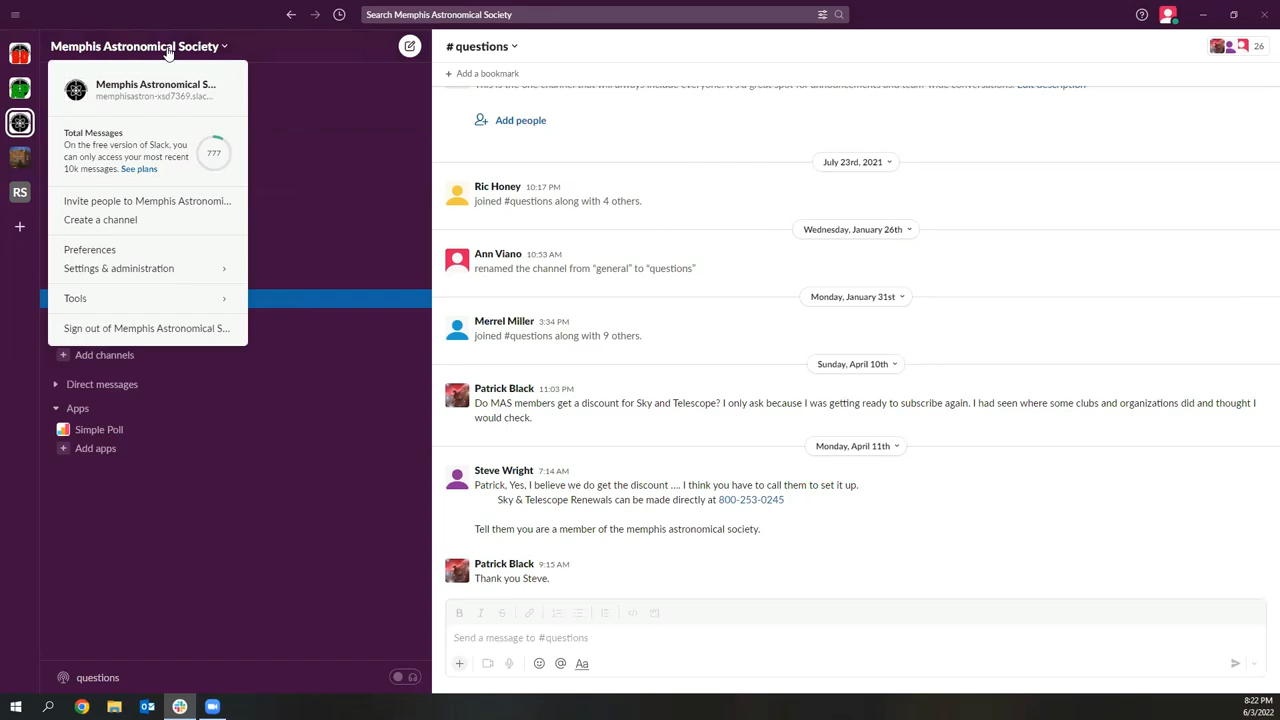 Search Memphis Astronomical Society
Memphis Astronomical Society
Memphis Astronomical S...
memphisastron-xsd7369.slac...
Total Messages
On the free version of Slack, you
can only access your most recent
10k messages. See plans
777
Invite people to Memphis Astronomi...
Create a channel
Preferences
Settings & administration
Tools
Sign out of Memphis Astronomical S...
RS
Add channels
Direct messages
Apps
Simple Poll
Add apps
questions
# questions
26
Add a bookmark
This is the one channel that will always include everyone. It's a great spot for announcements and team-wide conversations. Edit description
Add people
July 23rd, 2021
Ric Honey 10:17 PM
joined #questions along with 4 others.
Wednesday, January 26th
Ann Viano 10:53 AM
renamed the channel from “general” to “questions”
Monday, January 31st
Merrel Miller 3:34 PM
joined #questions along with 9 others.
Sunday, April 10th
Patrick Black 11:03 PM
Do MAS members get a discount for Sky and Telescope? I only ask because I was getting ready to subscribe again. I had seen where some clubs and organizations did and thought I
would check.
Monday, April 11th
Steve Wright 7:14 AM
Patrick, Yes, I believe we do get the discount .... I think you have to call them to set it up.
Sky & Telescope Renewals can be made directly at 800-253-0245
Tell them you are a member of the memphis astronomical society.
Patrick Black 9:15 AM
Thank you Steve.
B I S
Send a message to #questions
Aa
8:22 PM
6/3/2022